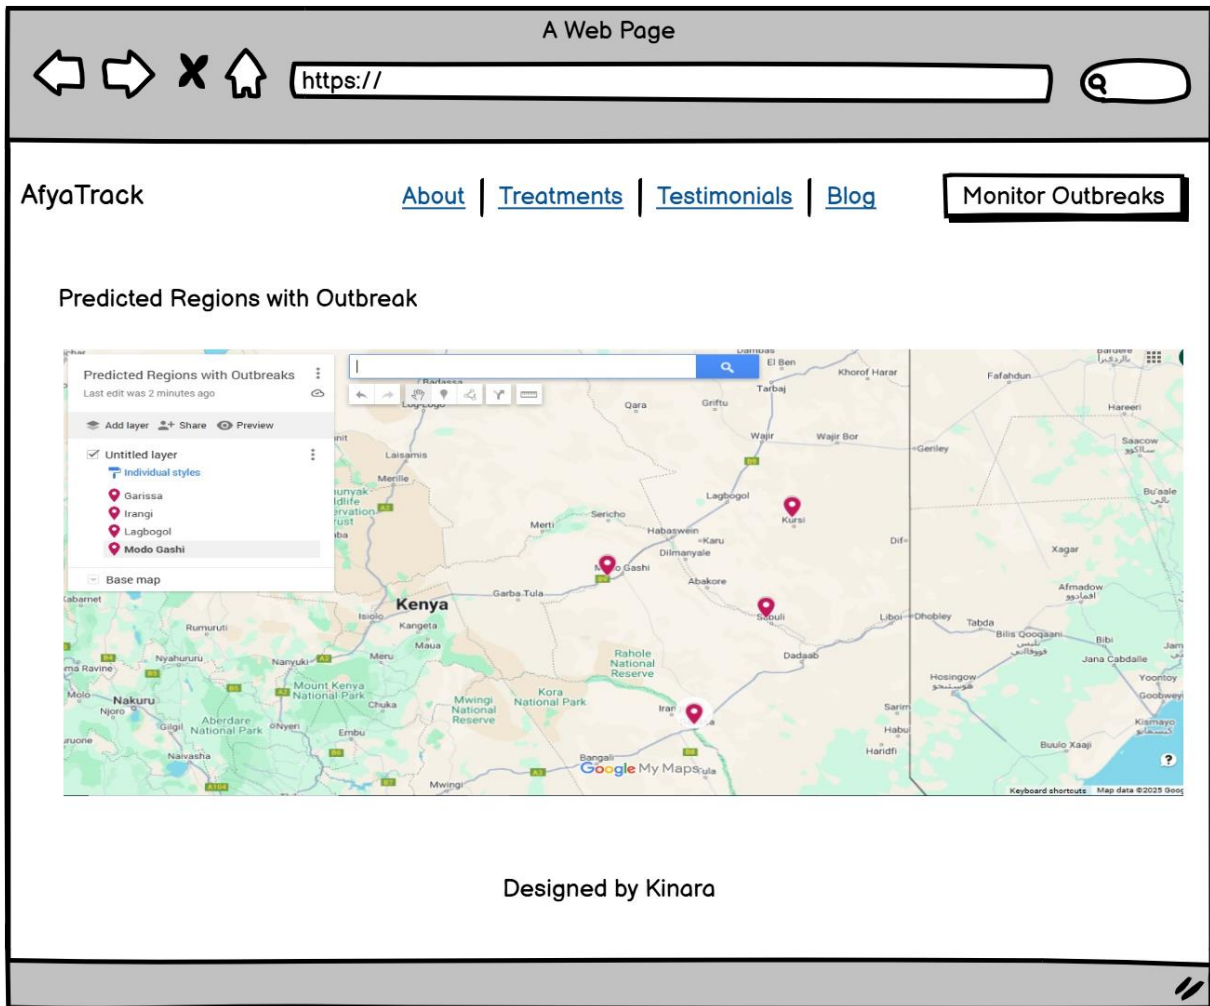 A Web Page
https://
AfyaTrack
About
Treatments
Testimonials
Blog
Monitor Outbreaks
Predicted Regions with Outbreak
Predicted Regions with Outbreaks
Last edit was 2 minutes ago
Add layer
Share
Preview
Untitled layer
Individual styles
Garissa
Irangi
Lagbogol
Modo Gashi
Base map
El Ben
Tarbaj
Khorof Harar
Fafahdun
Qara
Griftu
Hareeri
Wajir
Wajir Bor
Geriley
Saacow
Laisamis
Merille
Bu'aale
Lagbogol
Kursi
Merti
Sericho
Habaswein
Karu
Dilmanyale
Dif
Xagar
Gashi
Abakore
Afmadow
Garba Tula
Kenya
Isiolo
Kangeta
Maua
Meru
Rumuruti
Nyahururu
Nanyuki
Liboi
Dhobley
Tabda
Bilis Qooqaani
Bibi
Jana Cabdalle
Dadaab
Rahole
National
Reserve
Hosingow
Yoontoy
Mount Kenya
National Park
Chuka
Mwingi
National
Reserve
Kora
National Park
Nakuru
Molo
Njoro
Gilgil
Aberdare
National Park
Nyeri
Embu
Kismayo
Buulo Xaaji
Haridfi
Naivasha
Bangali
Google My Maps
A104
B7
A3
B8
Mwingi
Keyboard shortcuts
Map data ©2025
Designed by Kinara